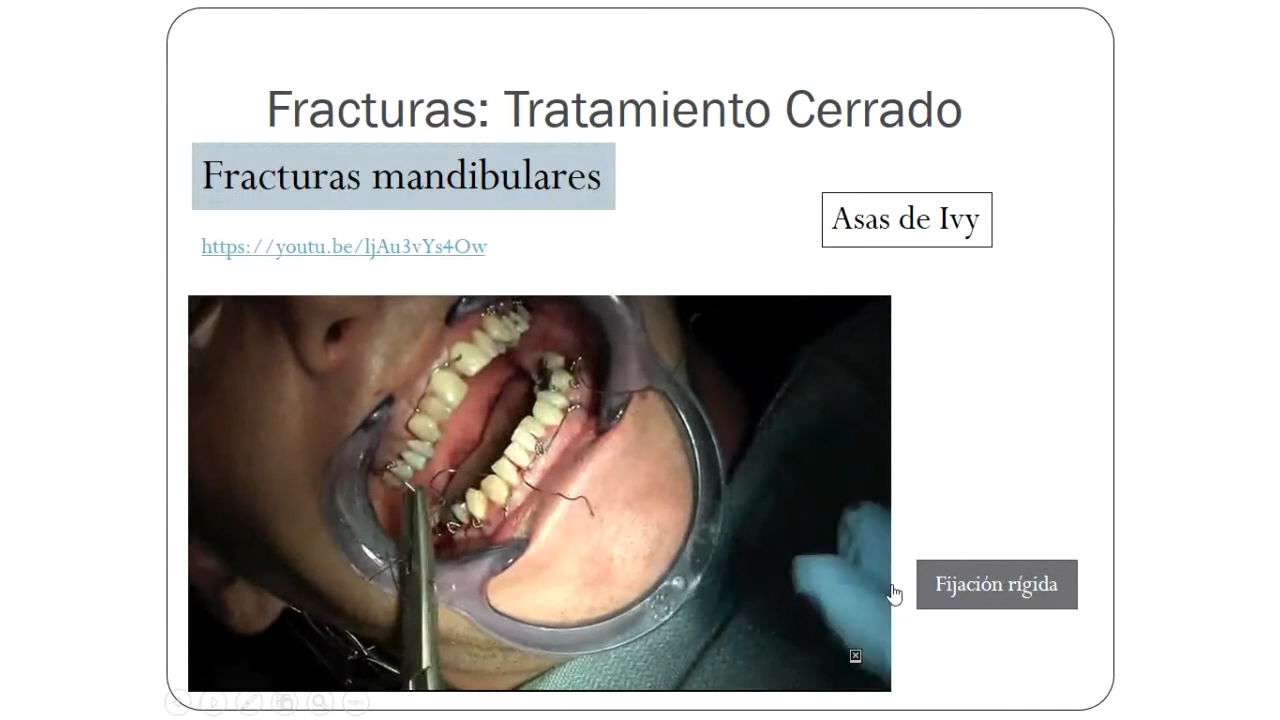 Fracturas: Tratamiento Cerrado
Fracturas mandibulares
Asas de Ivy
https://youtu.be/ljAu3vYs4Ow
Fijación rígida